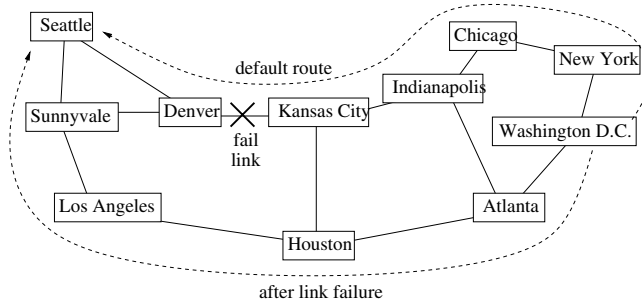 Seattle
Chicago
New York
default route
Indianapolis
Sunnyvale
Denver
Kansas City
Washington D.C.
fail
link
Los Angeles
Atlanta
Houston
after link failure